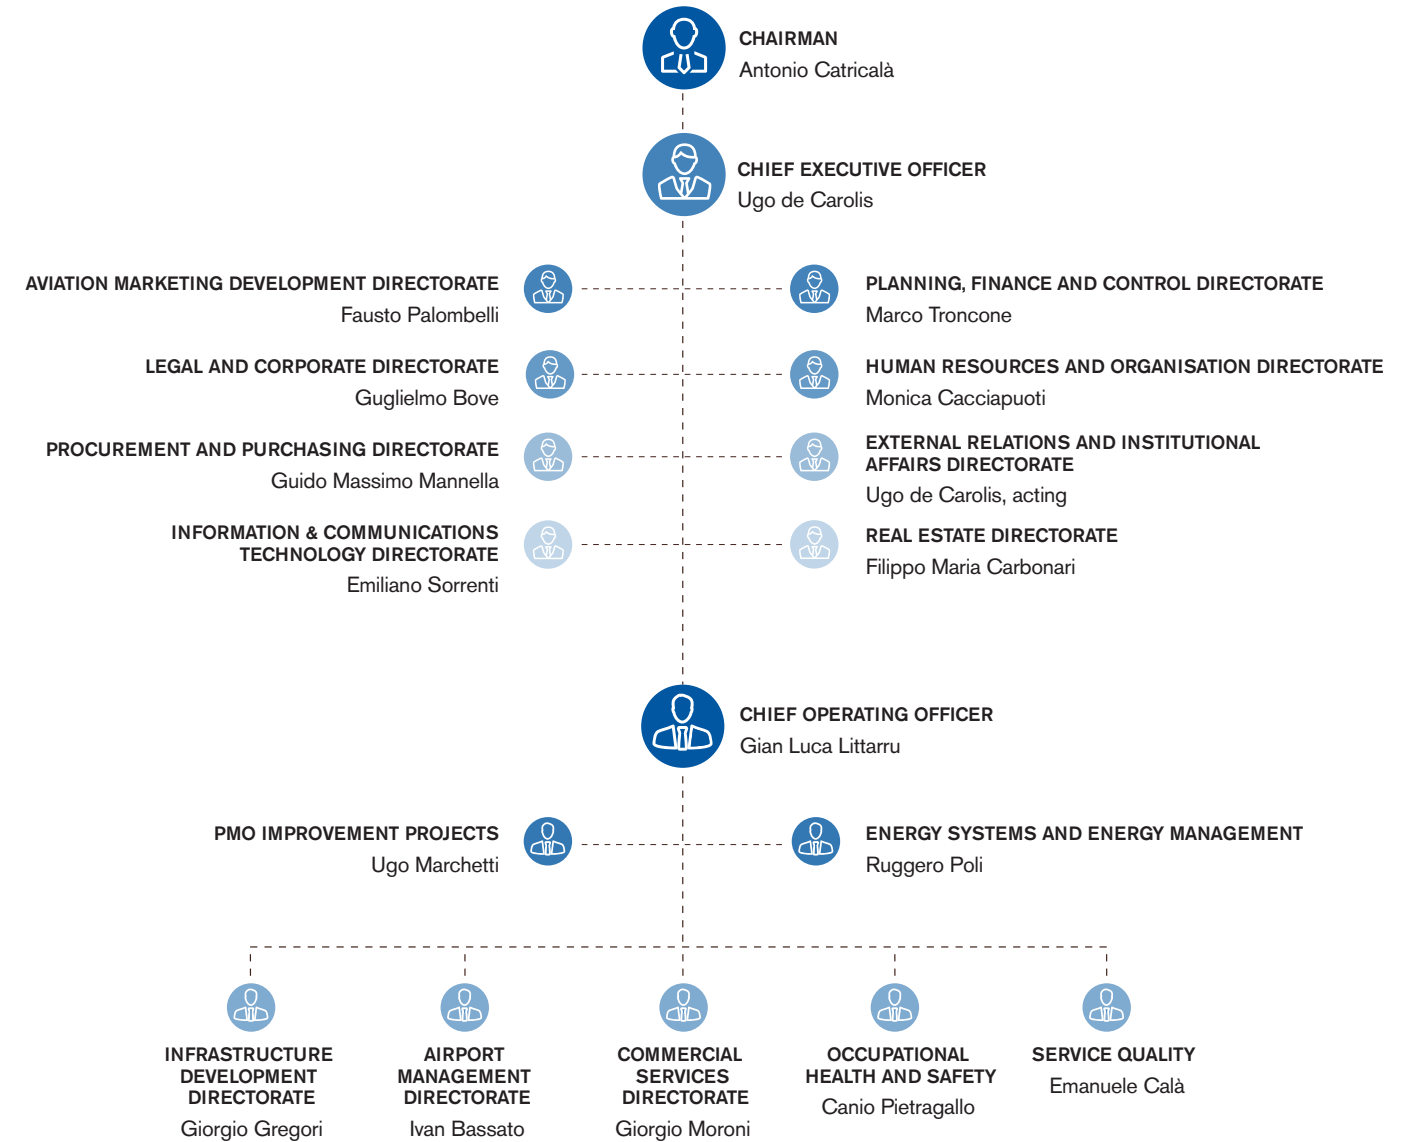 CHAIRMAN
Antonio Catricalà
CHIEF EXECUTIVE OFFICER
Ugo de Carolis
AVIATION MARKETING DEVELOPMENT DIRECTORATE
Fausto Palombelli
PLANNING, FINANCE AND CONTROL DIRECTORATE
Marco Troncone
LEGAL AND CORPORATE DIRECTORATE
Guglielmo Bove
HUMAN RESOURCES AND ORGANISATION DIRECTORATE
Monica Cacciapuoti
PROCUREMENT AND PURCHASING DIRECTORATE
Guido Massimo Mannella
EXTERNAL RELATIONS AND INSTITUTIONAL
AFFAIRS DIRECTORATE
Ugo de Carolis, acting
INFORMATION & COMMUNICATIONS
TECHNOLOGY DIRECTORATE
Emiliano Sorrenti
REAL ESTATE DIRECTORATE
Filippo Maria Carbonari
CHIEF OPERATING OFFICER
Gian Luca Littarru
PMO IMPROVEMENT PROJECTS
Ugo Marchetti
ENERGY SYSTEMS AND ENERGY MANAGEMENT
Ruggero Poli
INFRASTRUCTURE
DEVELOPMENT
DIRECTORATE
Giorgio Gregori
AIRPORT
MANAGEMENT
DIRECTORATE
Ivan Bassato
COMMERCIAL
SERVICES
DIRECTORATE
Giorgio Moroni
OCCUPATIONAL
HEALTH AND SAFETY
Canio Pietragallo
SERVICE QUALITY
Emanuele Calà